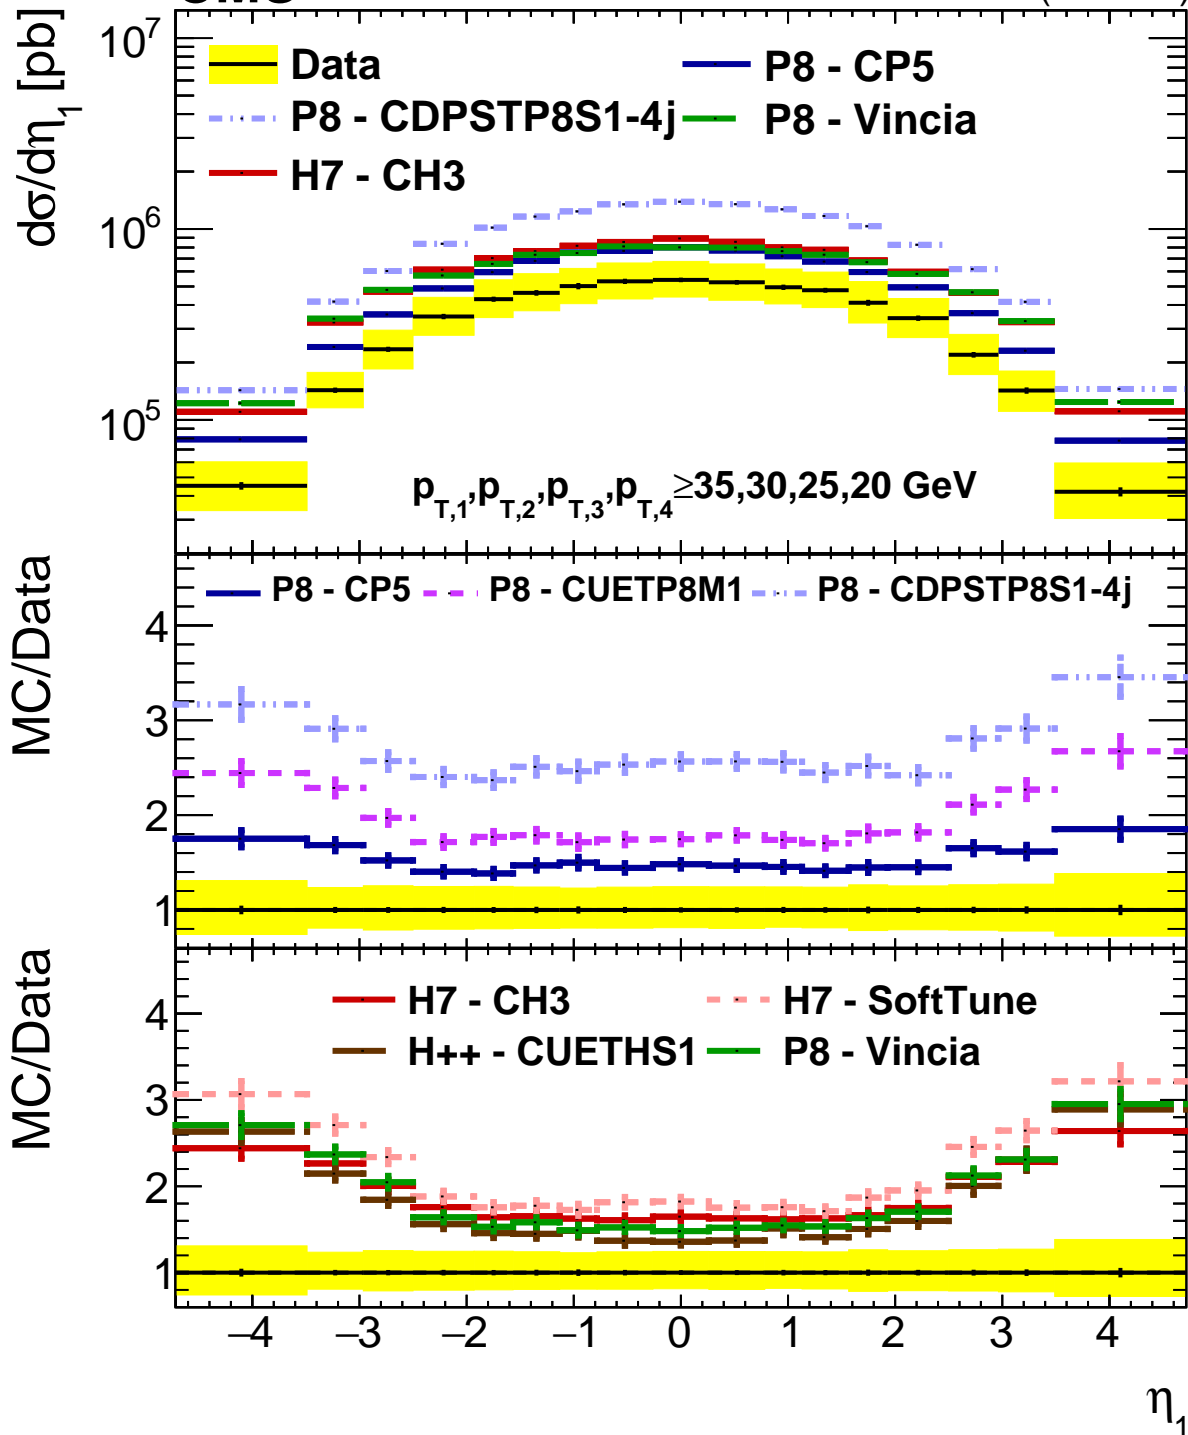 dσ/dη1 [pb]
10^7
Data
P8 - CP5
P8 - CDPSTP8S1-4j
P8 - Vincia
H7 - CH3
10^6
10^5
pT,1,pT,2,pT,3,pT,4≥35,30,25,20 GeV
MC/Data
P8 - CP5
P8 - CUETP8M1
P8 - CDPSTP8S1-4j
4
3
2
1
MC/Data
H7 - CH3
H7 - SoftTune
H++ - CUETHS1
P8 - Vincia
4
3
2
1
−4 −3 −2 −1 0 1 2 3 4
η1